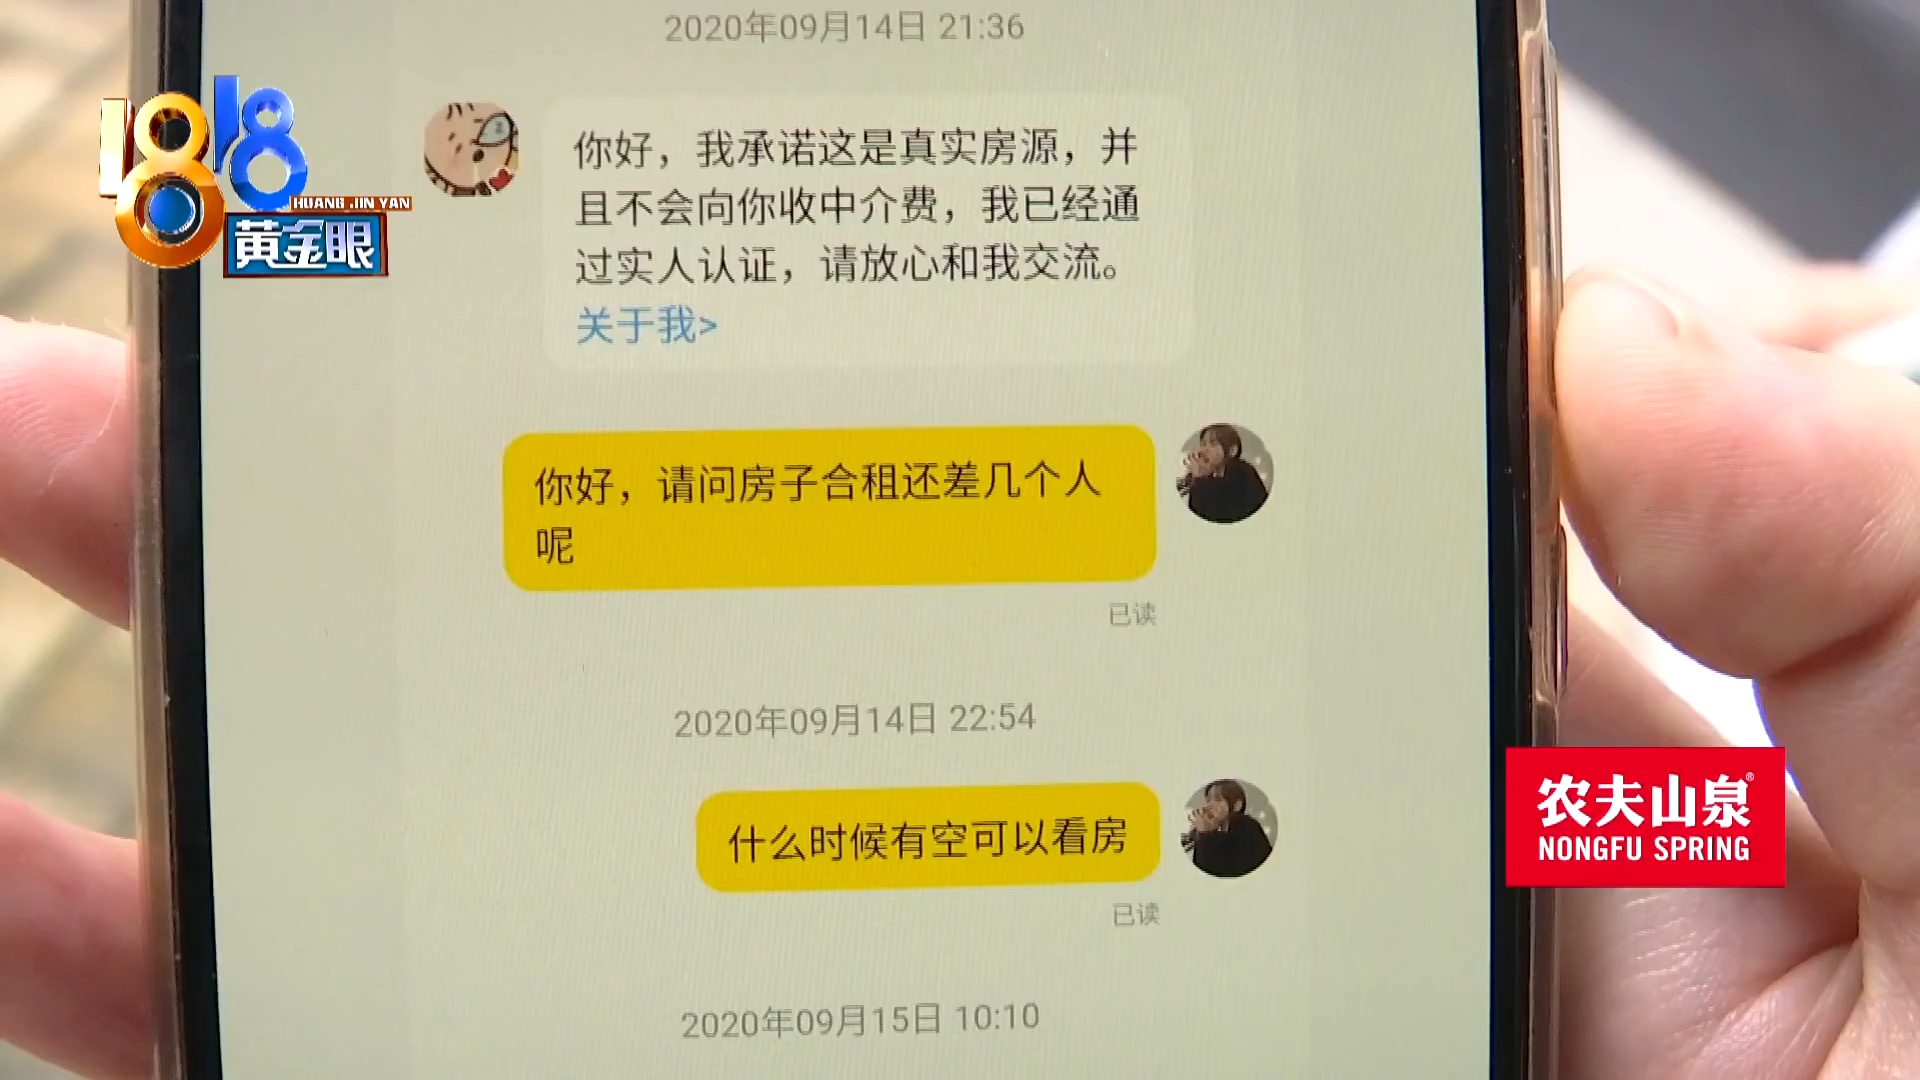 2020年09月14日 21:36
1818
HUANG JIN YAN
黄金眼
你好，我承诺这是真实房源，并
且不会向你收中介费，我已经通
过实人认证，请放心和我交流。
关于我>
你好，请问房子合租还差几个人
呢
已读
2020年09月14日 22:54
什么时候有空可以看房
已读
农夫山泉®
NONGFU SPRING
2020年09月15日 10:10